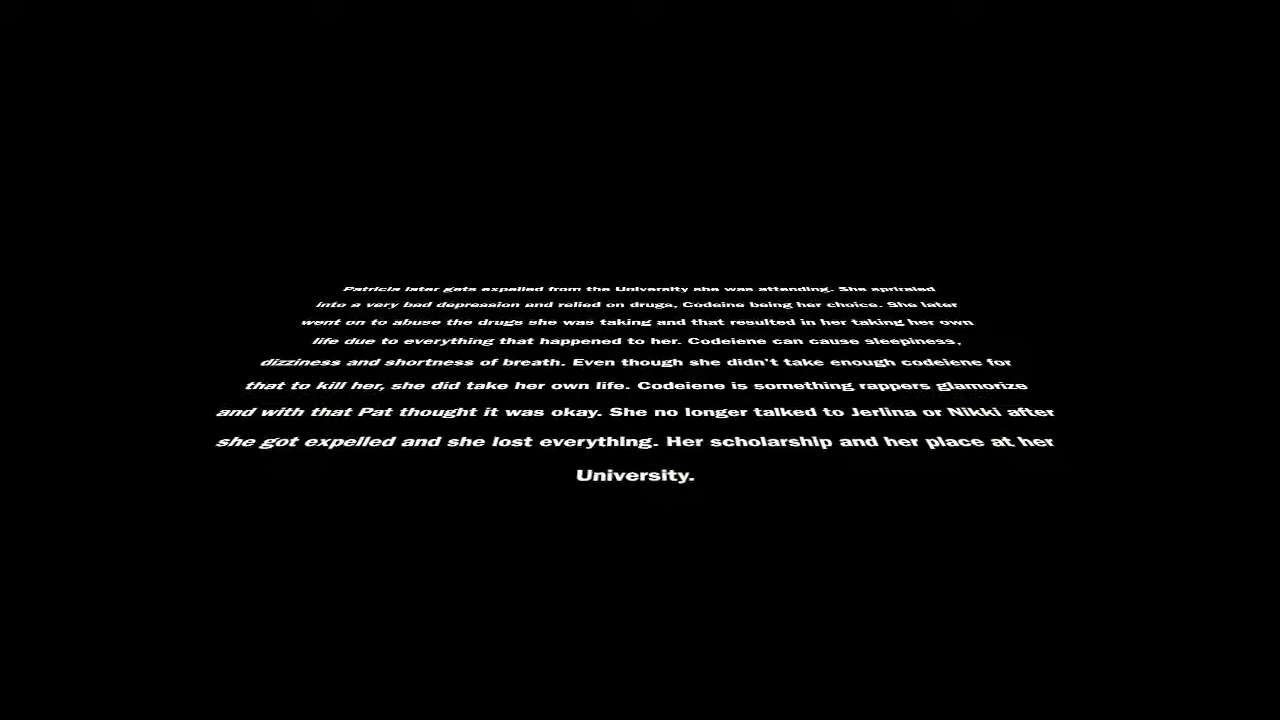 Patricia later gets expelled from the University she was attending. She spriraled
into a very bad depression and relied on drugs, Codeine being her choice. She later
went on to abuse the drugs she was taking and that resulted in her taking her own
life due to everything that happened to her. Codeiene can cause sleepiness,
dizziness and shortness of breath. Even though she didn't take enough codeiene for
that to kill her, she did take her own life. Codeiene is something rappers glamorize
and with that Pat thought it was okay. She no longer talked to Jerlina or Nikki after
she got expelled and she lost everything. Her scholarship and her place at her
University.